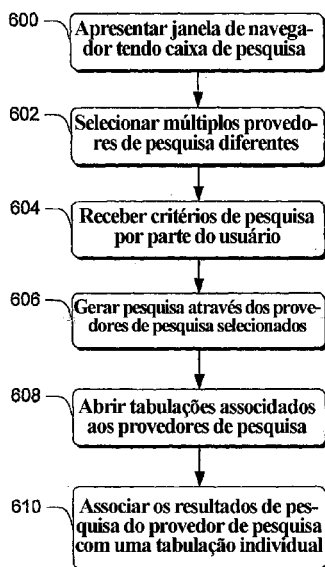 600
Apresentar janela de navega-
dor tendo caixa de pesquisa
602
Selecionar múltiplos provedo-
res de pesquisa diferentes
604
Receber critérios de pesquisa
por parte do usuário
606
Gerar pesquisa através dos prove-
dores de pesquisa selecionados
608
Abrir tabulações associdados
aos provedores de pesquisa
610
Associar os resultados de pes-
quisa do provedor de pesquisa
com uma tabulação individual